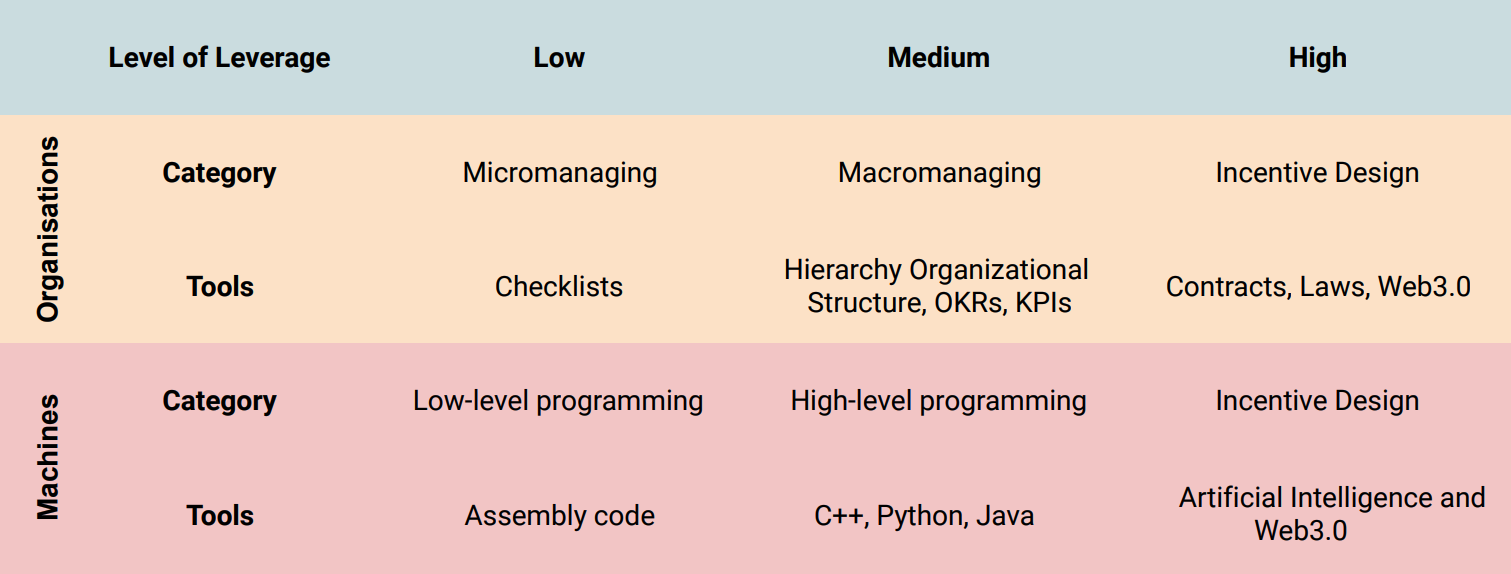 Level of Leverage Low Medium High
Organisations
Category Micromanaging Macromanaging Incentive Design
Tools Checklists Hierarchy Organizational Structure, OKRs, KPIs Contracts, Laws, Web3.0
Machines
Category Low-level programming High-level programming Incentive Design
Tools Assembly code C++, Python, Java Artificial Intelligence and Web3.0